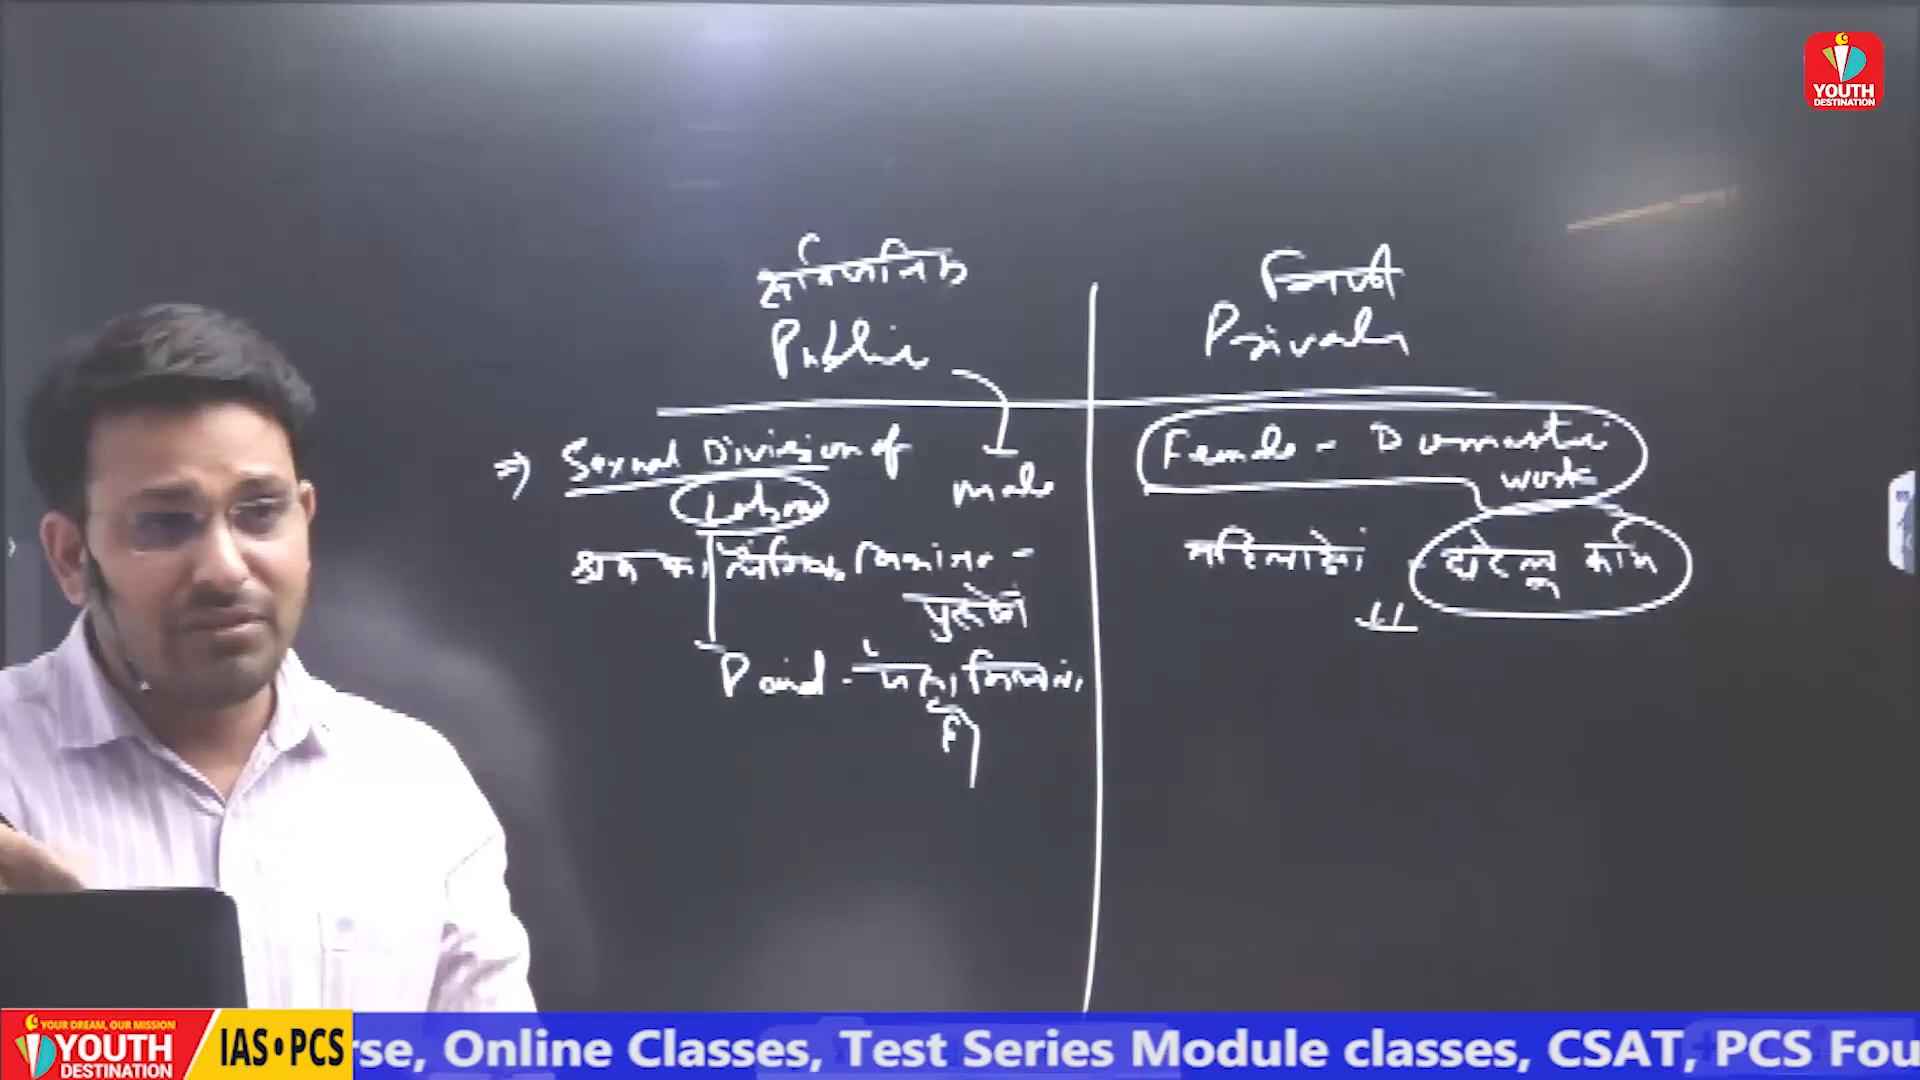 YOUTH
DESTINATION
सार्वजनिक
Public
निजी
Private
⇒ Sexual Division of
Labour
male
Female - Domestic
work
श्रम का लैंगिक विभाजन -
पुरुषों
महिलाओं - घरेलू कार्य
Paid -
YOUR DREAM, OUR MISSION
YOUTH
DESTINATION
IAS•PCS
rse, Online Classes, Test Series Module classes, CSAT, PCS Fou